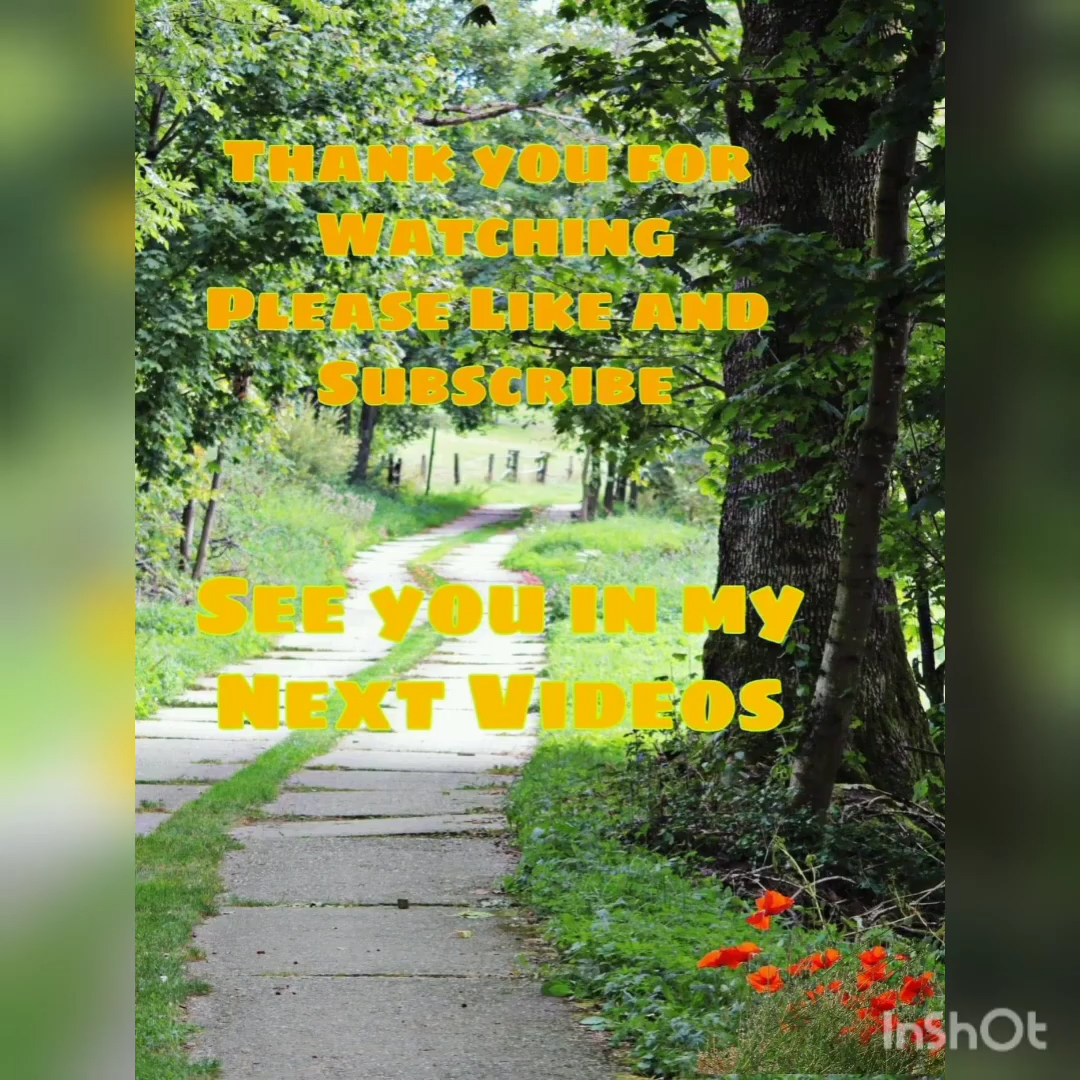 Thank you for
Watching
Please Like and
Subscribe
See you in my
Next Videos
InShOt